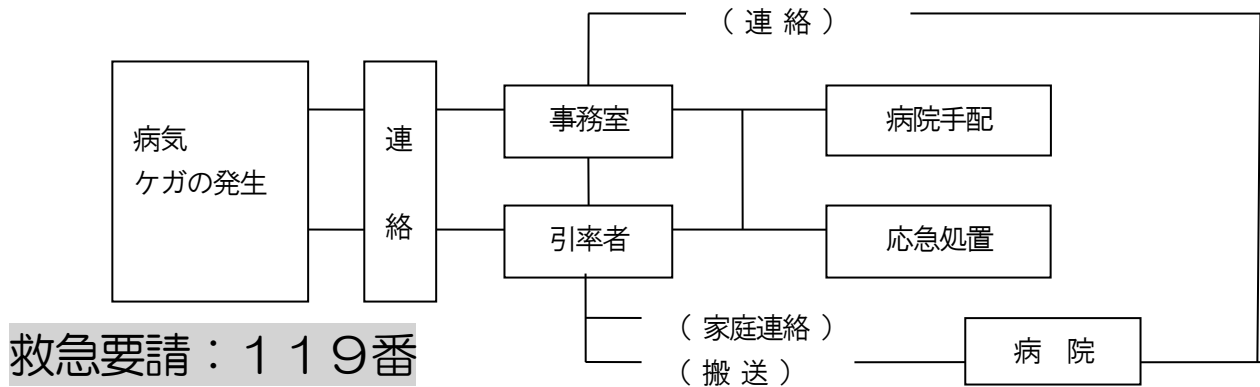 （ 連 絡 ）
病気
ケガの発生
連
絡
事務室
病院手配
引率者
応急処置
（ 家庭連絡 ）
（ 搬 送 ）
病　院
救急要請：１１９番